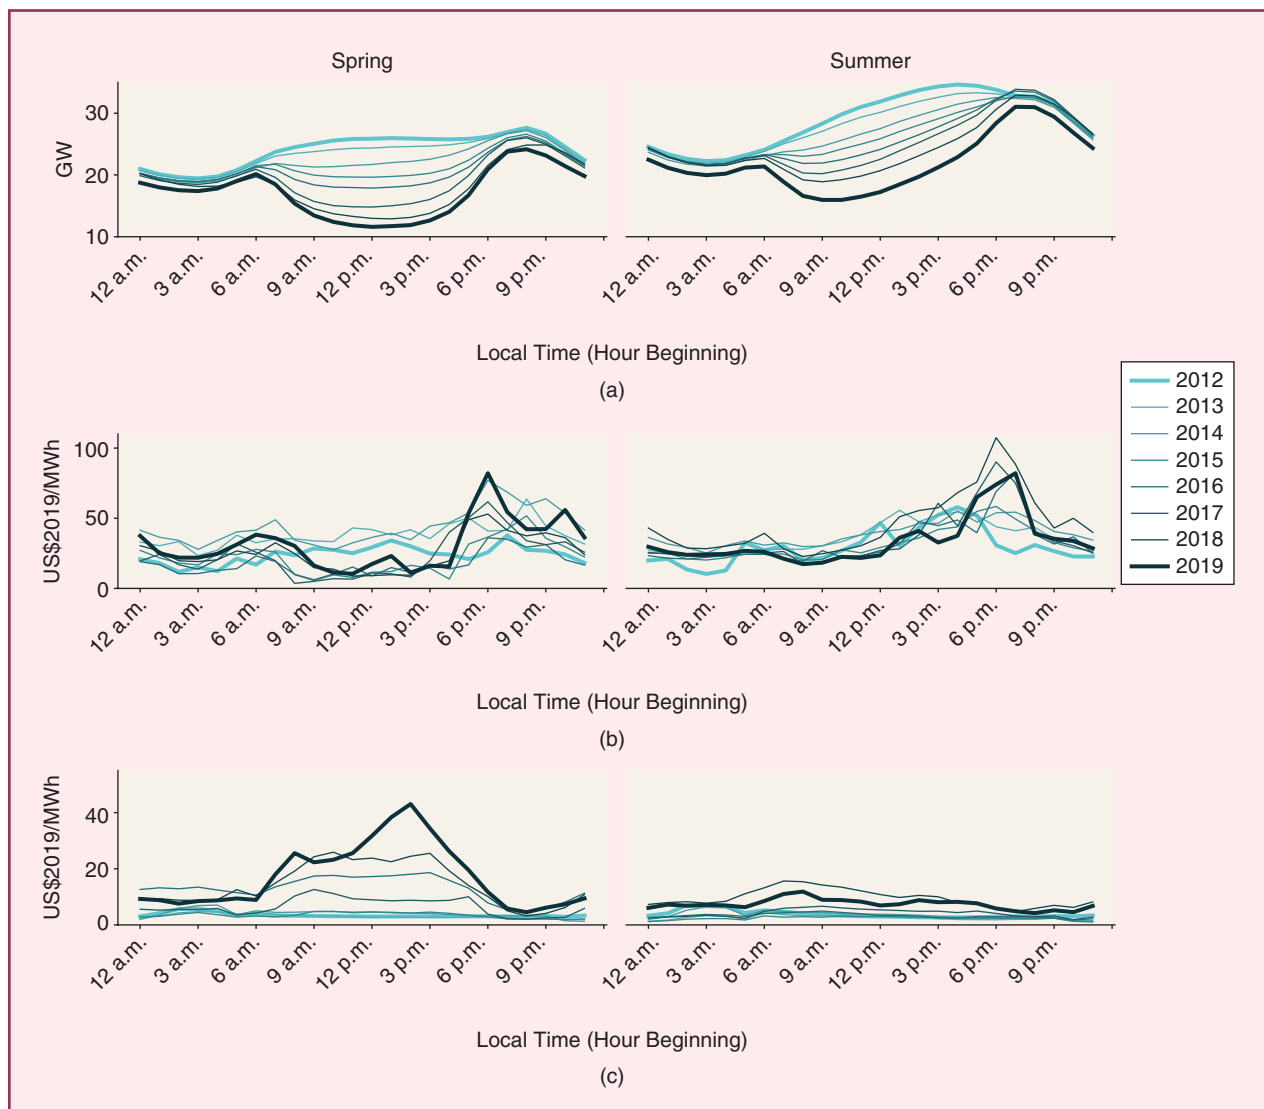 Spring
Summer
GW
30
20
10
12 a.m.
3 a.m.
6 a.m.
9 a.m.
12 p.m.
3 p.m.
6 p.m.
9 p.m.
12 a.m.
3 a.m.
6 a.m.
9 a.m.
12 p.m.
3 p.m.
6 p.m.
9 p.m.
Local Time (Hour Beginning)
(a)
2012
2013
2014
2015
2016
2017
2018
2019
US$2019/MWh
100
50
0
12 a.m.
3 a.m.
6 a.m.
9 a.m.
12 p.m.
3 p.m.
6 p.m.
9 p.m.
12 a.m.
3 a.m.
6 a.m.
9 a.m.
12 p.m.
3 p.m.
6 p.m.
9 p.m.
Local Time (Hour Beginning)
(b)
US$2019/MWh
40
20
0
12 a.m.
3 a.m.
6 a.m.
9 a.m.
12 p.m.
3 p.m.
6 p.m.
9 p.m.
12 a.m.
3 a.m.
6 a.m.
9 a.m.
12 p.m.
3 p.m.
6 p.m.
9 p.m.
Local Time (Hour Beginning)
(c)